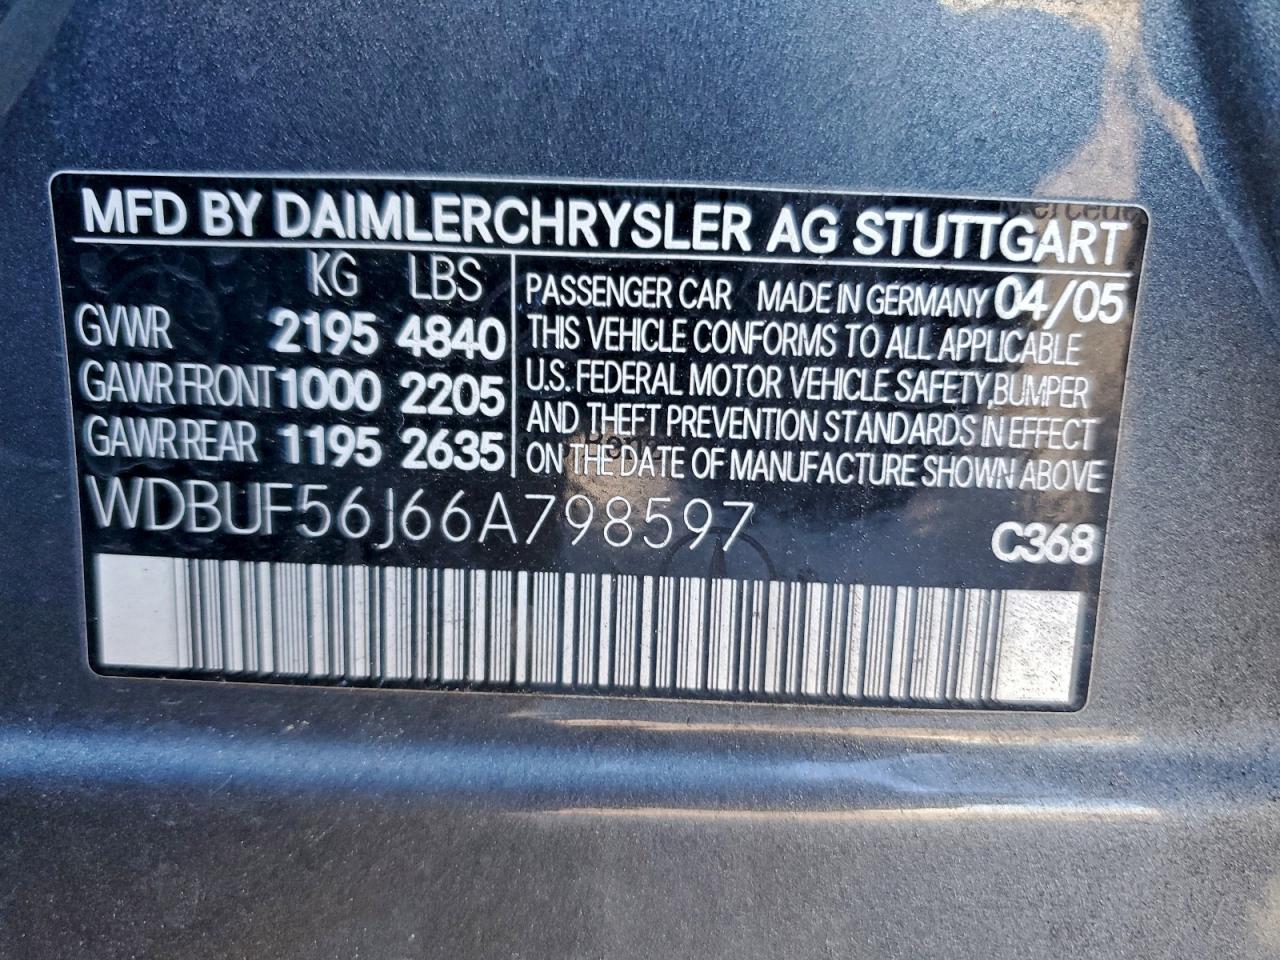 MFD BY DAIMLERCHRYSLER AG STUTTGART
KG LBS
GVWR 2195 4840
GAWR FRONT 1000 2205
GAWR REAR 1195 2635
PASSENGER CAR MADE IN GERMANY 04/05
THIS VEHICLE CONFORMS TO ALL APPLICABLE
U.S. FEDERAL MOTOR VEHICLE SAFETY, BUMPER
AND THEFT PREVENTION STANDARDS IN EFFECT
ON THE DATE OF MANUFACTURE SHOWN ABOVE
WDBUF56J66A798597
C368